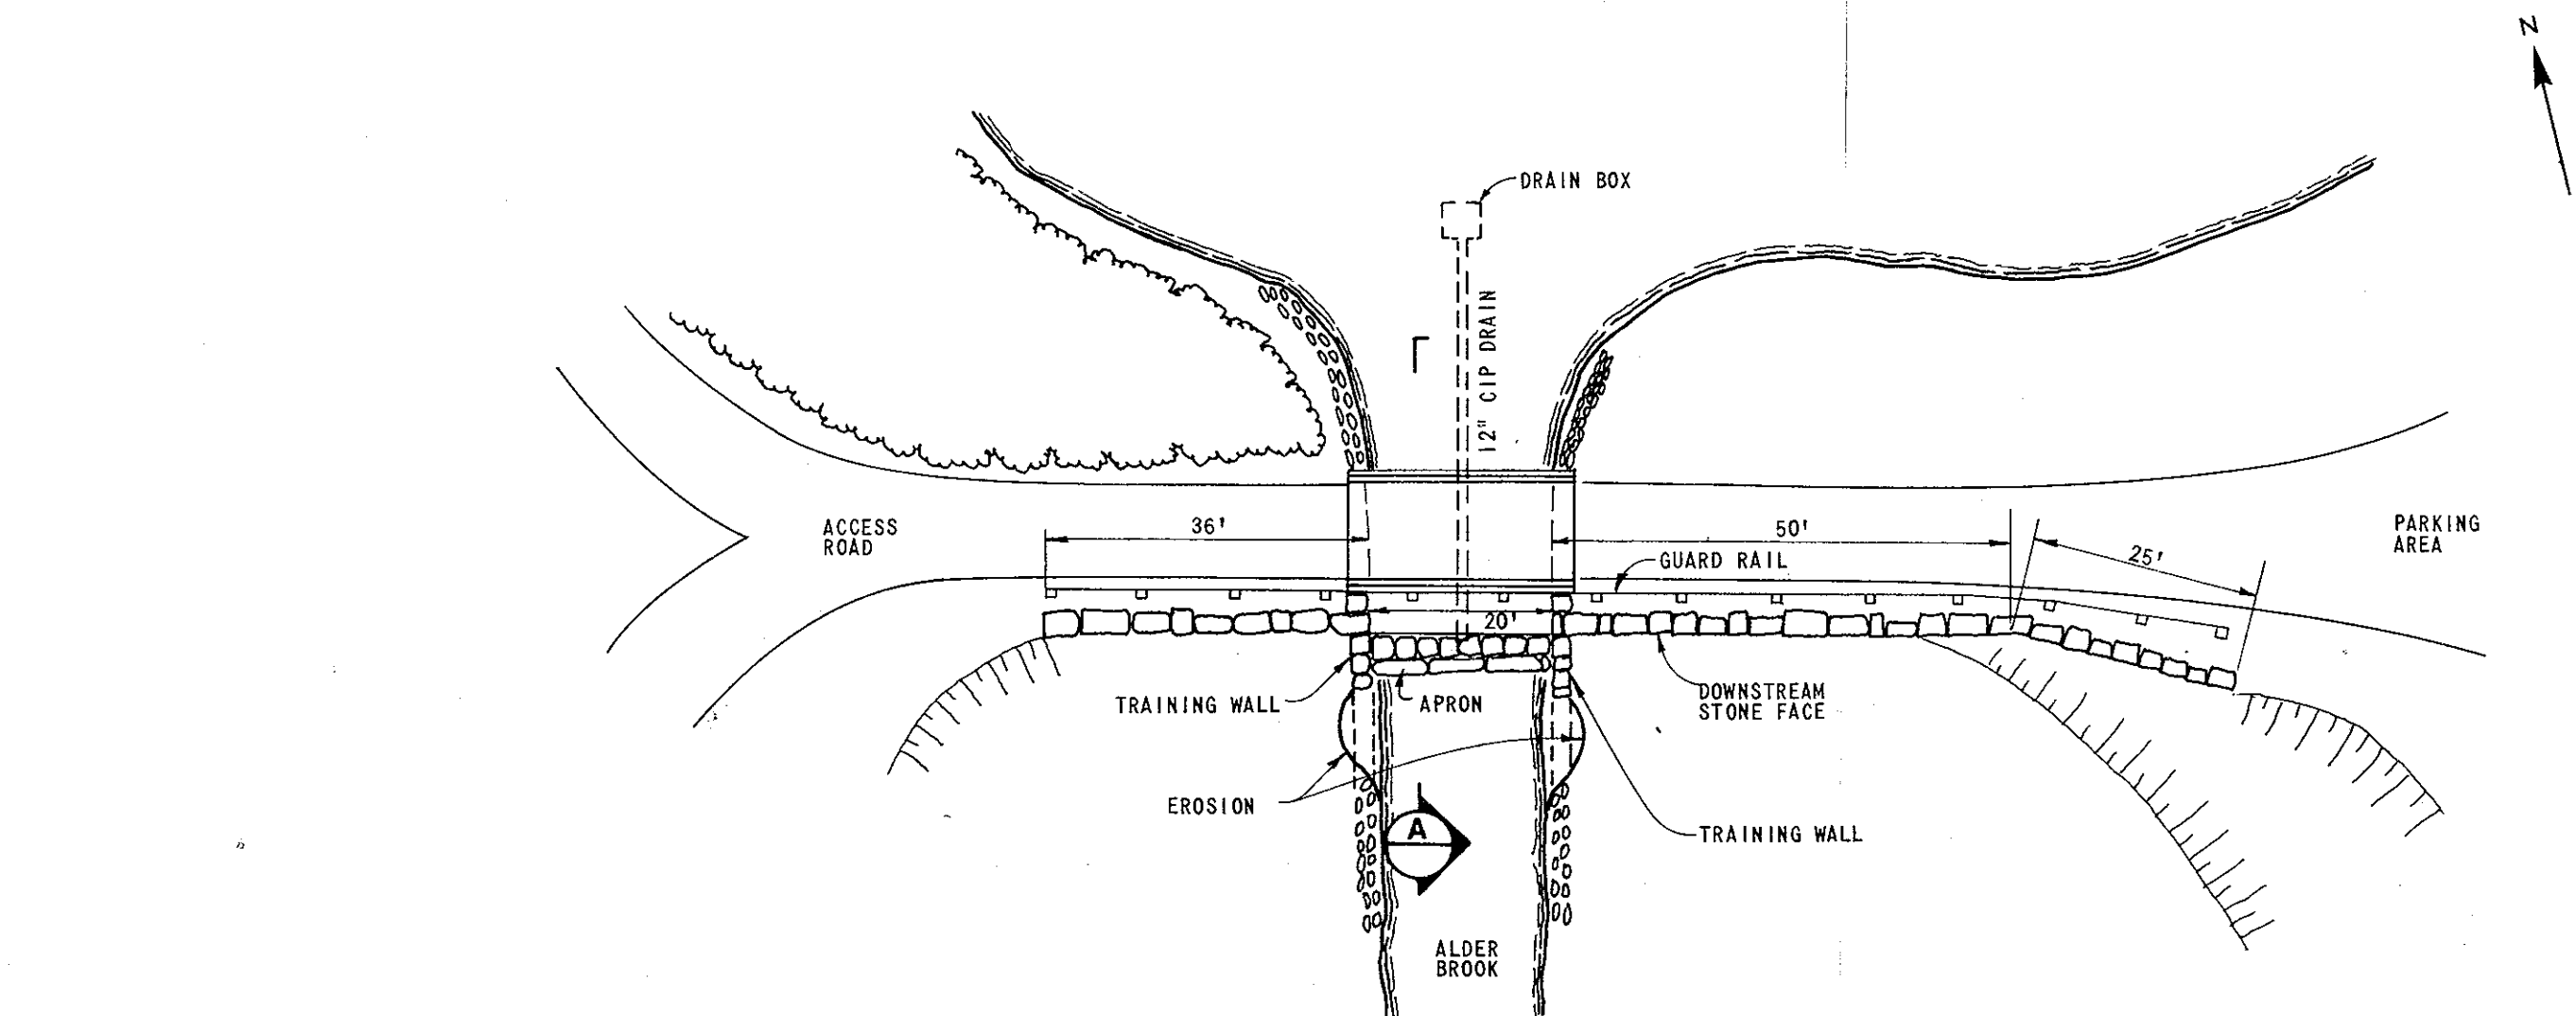 N
DRAIN BOX
12" CIP DRAIN
ACCESS
ROAD
36'
50'
PARKING
AREA
GUARD RAIL
25'
20'
TRAINING WALL
APRON
DOWNSTREAM
STONE FACE
EROSION
A
TRAINING WALL
ALDER
BROOK